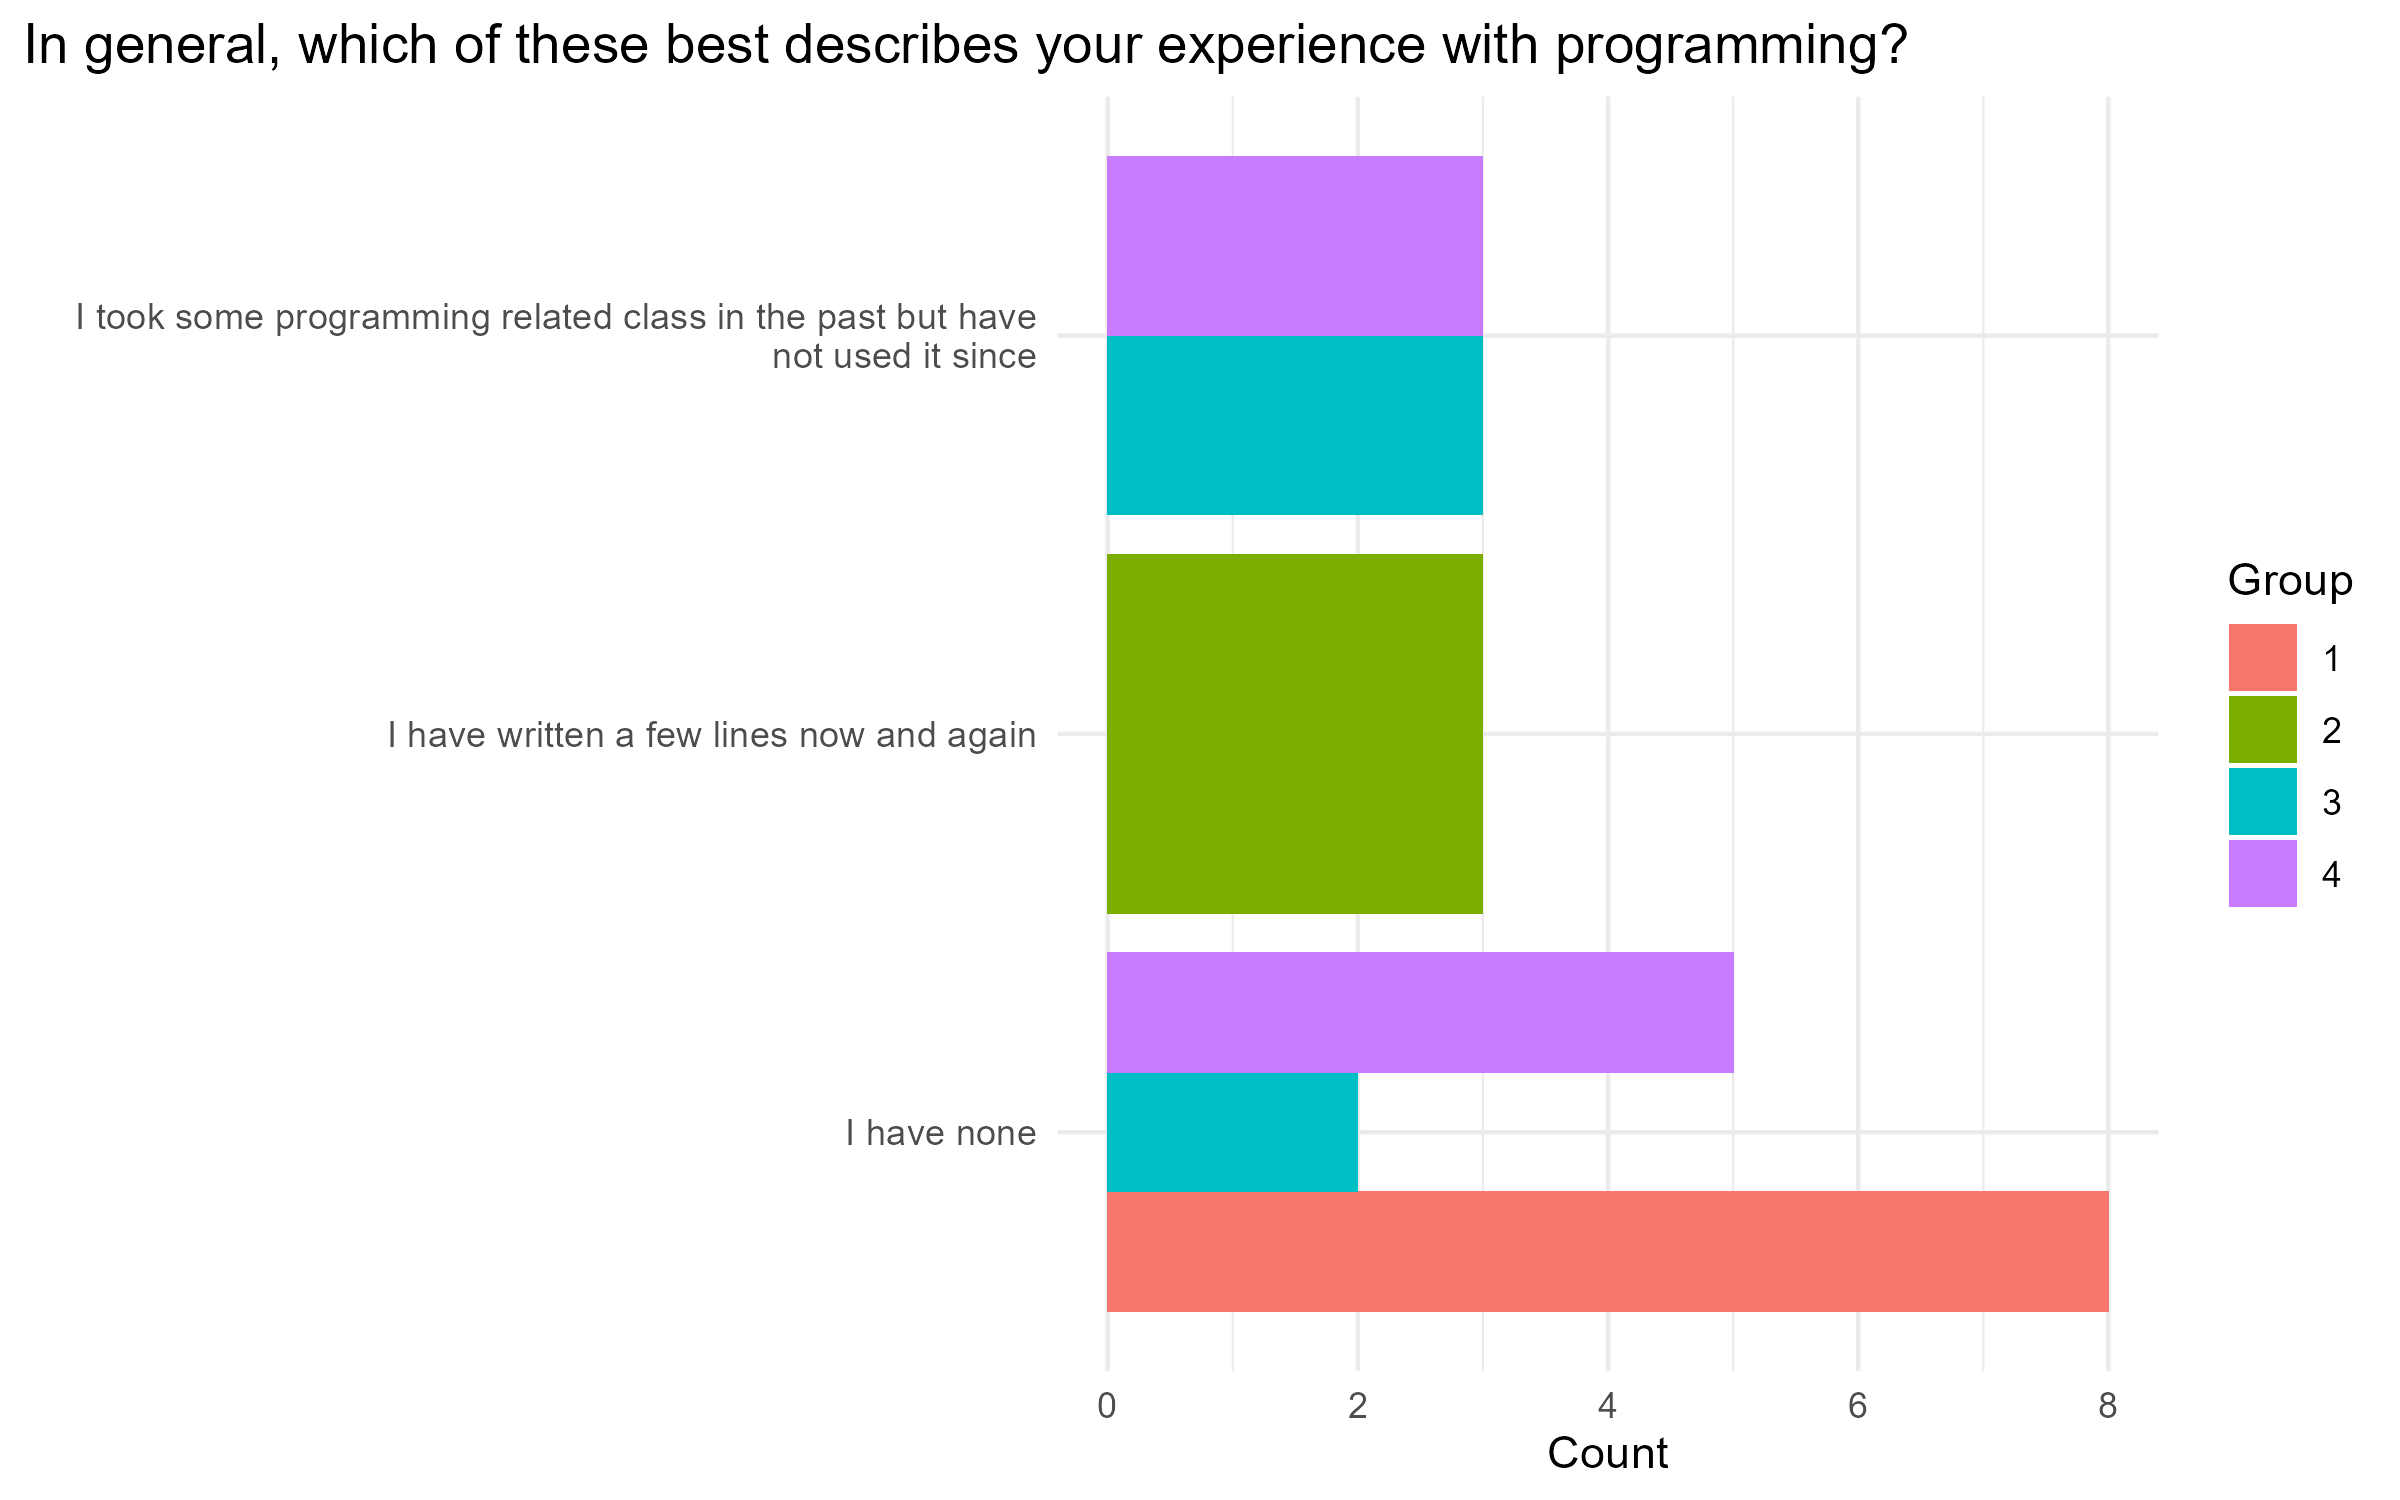 In general, which of these best describes your experience with programming?
I took some programming related class in the past but have
not used it since
I have written a few lines now and again
I have none
0 2 4 6 8
Count
Group
1
2
3
4